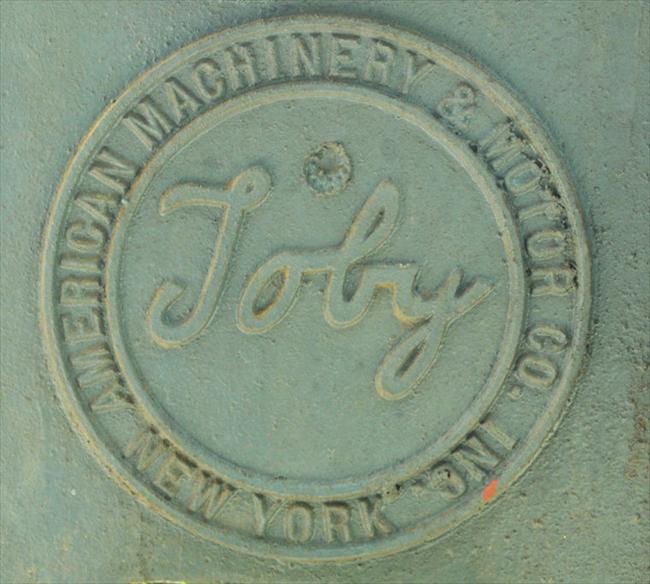 AMERICAN MACHINERY & MOTOR CO. INC.
NEW YORK
Toby